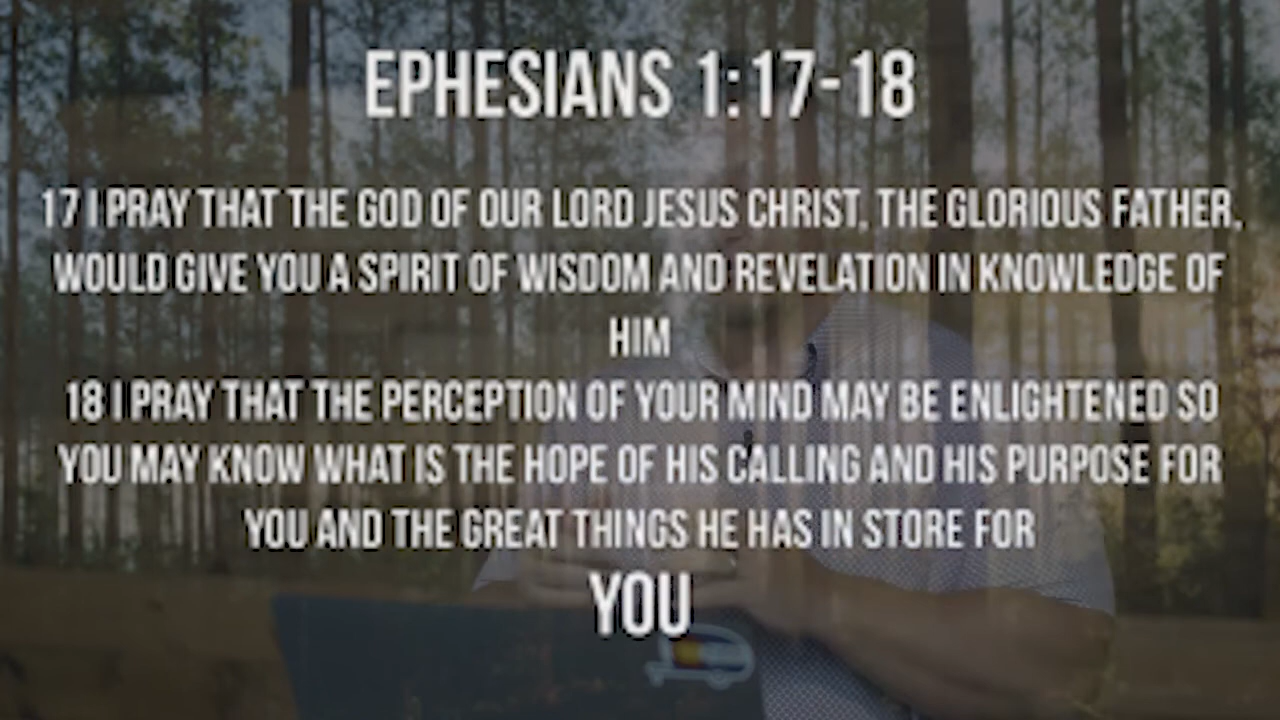 EPHESIANS 1:17-18
17 I PRAY THAT THE GOD OF OUR LORD JESUS CHRIST, THE GLORIOUS FATHER,
WOULD GIVE YOU A SPIRIT OF WISDOM AND REVELATION IN KNOWLEDGE OF
HIM
18 I PRAY THAT THE PERCEPTION OF YOUR MIND MAY BE ENLIGHTENED SO
YOU MAY KNOW WHAT IS THE HOPE OF HIS CALLING AND HIS PURPOSE FOR
YOU AND THE GREAT THINGS HE HAS IN STORE FOR
YOU